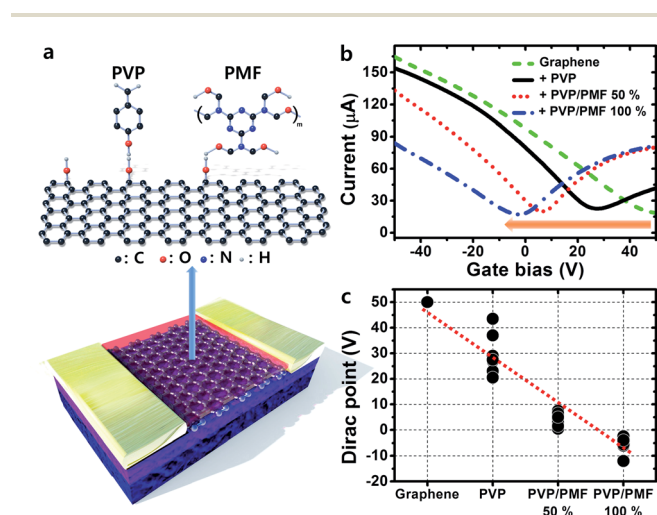 a
PVP
PMF
m
: C : O : N : H
b
Graphene
+ PVP
+ PVP/PMF 50 %
+ PVP/PMF 100 %
Current (μA)
150
120
90
60
30
-40 -20 0 20 40
Gate bias (V)
c
Dirac point (V)
50
40
30
20
10
0
-10
-20
Graphene PVP PVP/PMF PVP/PMF
50 % 100 %